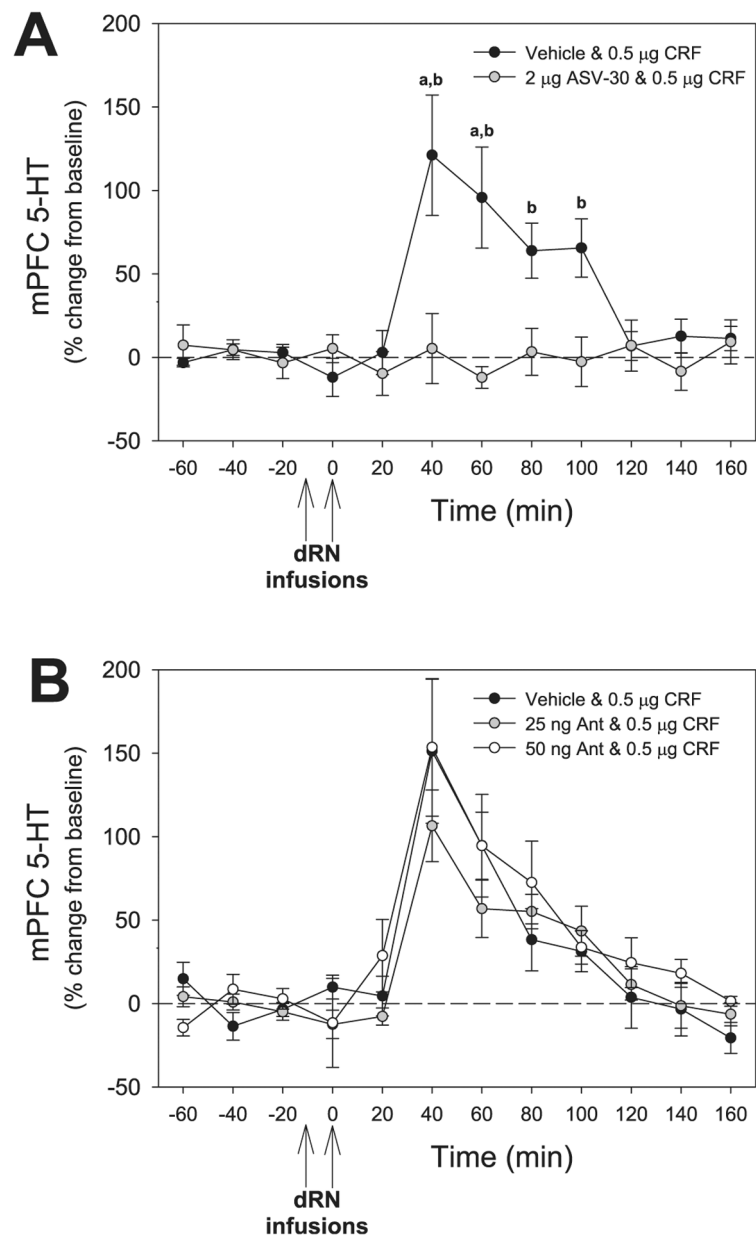 A
200
150
100
50
0
-50
mPFC 5-HT
(% change from baseline)
Vehicle & 0.5 μg CRF
2 μg ASV-30 & 0.5 μg CRF
a,b
a,b
b
b
-60 -40 -20 0 20 40 60 80 100 120 140 160
Time (min)
dRN
infusions
B
200
150
100
50
0
-50
mPFC 5-HT
(% change from baseline)
Vehicle & 0.5 μg CRF
25 ng Ant & 0.5 μg CRF
50 ng Ant & 0.5 μg CRF
-60 -40 -20 0 20 40 60 80 100 120 140 160
Time (min)
dRN
infusions